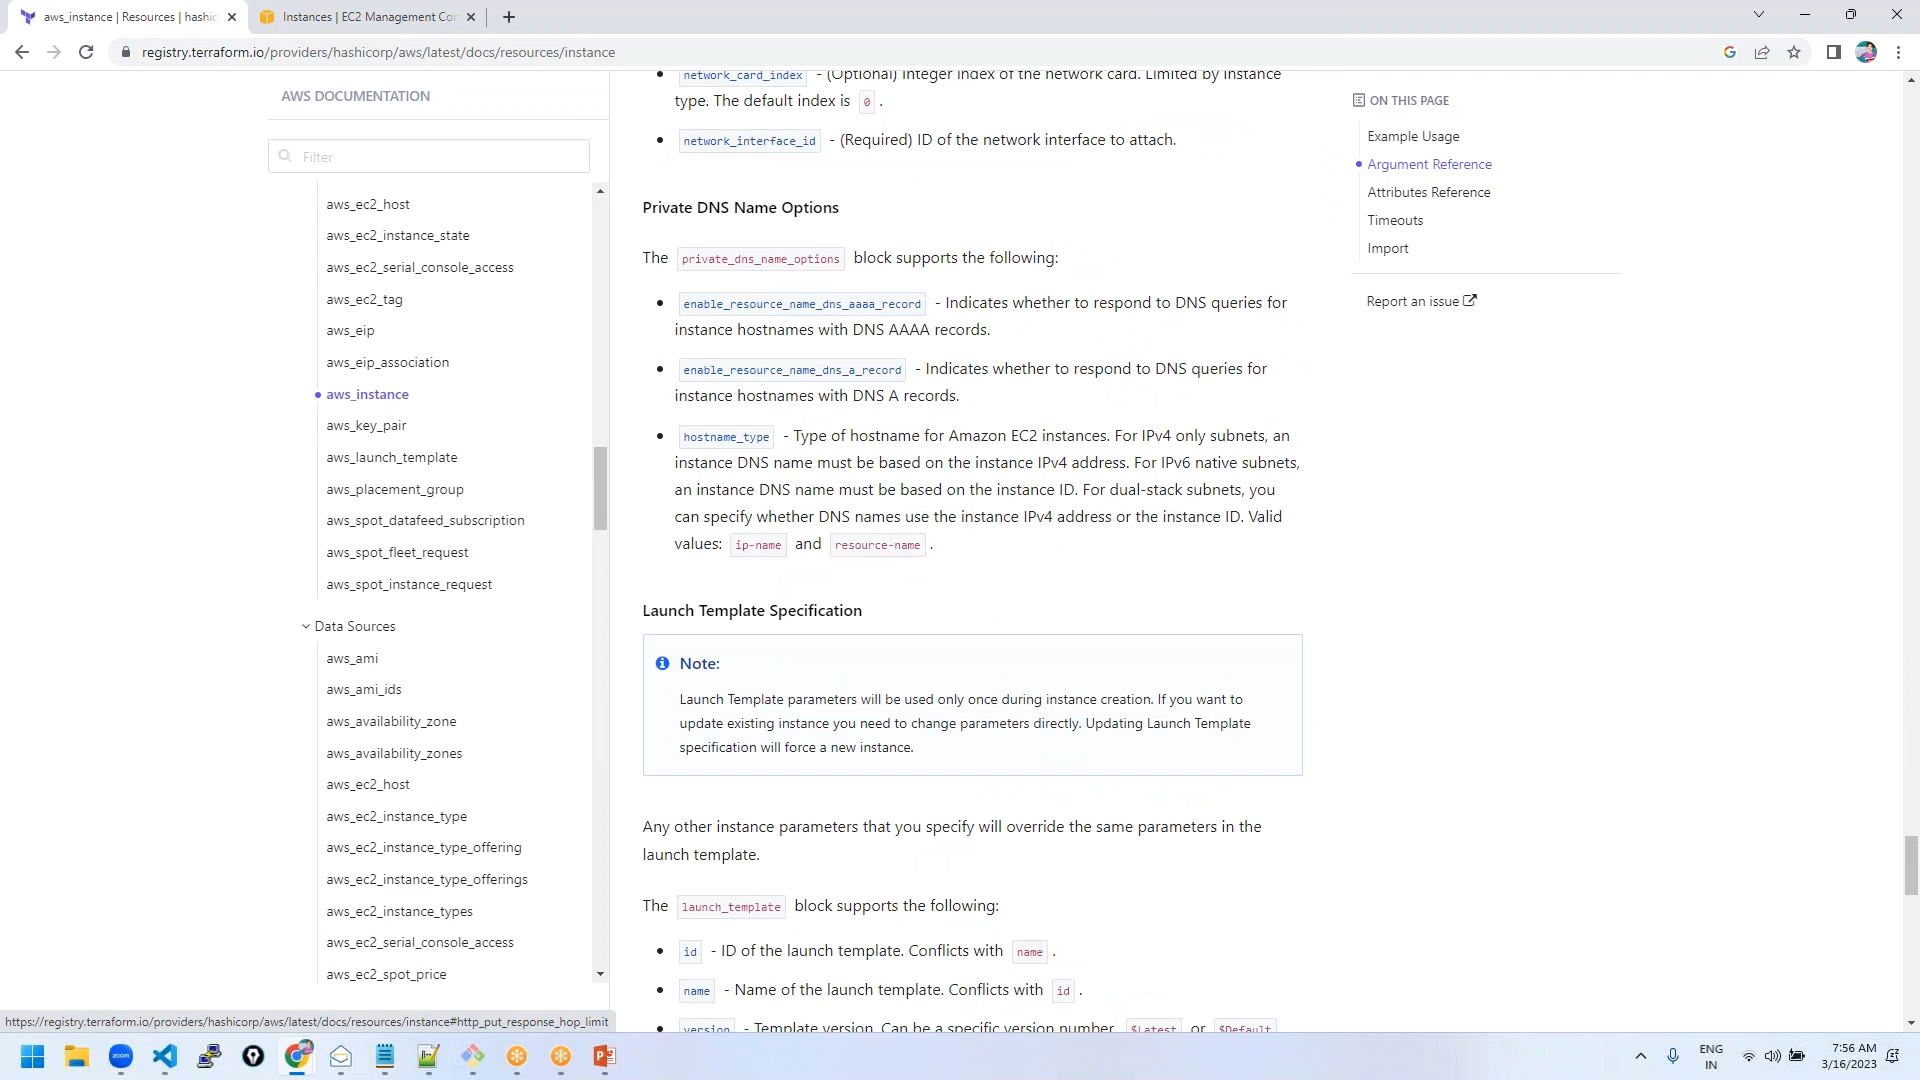 aws_instance | Resources | hashic
Instances | EC2 Management Con
registry.terraform.io/providers/hashicorp/aws/latest/docs/resources/instance
AWS DOCUMENTATION
Filter
aws_ec2_host
aws_ec2_instance_state
aws_ec2_serial_console_access
aws_ec2_tag
aws_eip
aws_eip_association
aws_instance
aws_key_pair
aws_launch_template
aws_placement_group
aws_spot_datafeed_subscription
aws_spot_fleet_request
aws_spot_instance_request
Data Sources
aws_ami
aws_ami_ids
aws_availability_zone
aws_availability_zones
aws_ec2_host
aws_ec2_instance_type
aws_ec2_instance_type_offering
aws_ec2_instance_type_offerings
aws_ec2_instance_types
aws_ec2_serial_console_access
aws_ec2_spot_price
network_card_index - (Optional) Integer index of the network card. Limited by instance
type. The default index is 0 .
network_interface_id - (Required) ID of the network interface to attach.
Private DNS Name Options
The private_dns_name_options block supports the following:
enable_resource_name_dns_aaaa_record - Indicates whether to respond to DNS queries for
instance hostnames with DNS AAAA records.
enable_resource_name_dns_a_record - Indicates whether to respond to DNS queries for
instance hostnames with DNS A records.
hostname_type - Type of hostname for Amazon EC2 instances. For IPv4 only subnets, an
instance DNS name must be based on the instance IPv4 address. For IPv6 native subnets,
an instance DNS name must be based on the instance ID. For dual-stack subnets, you
can specify whether DNS names use the instance IPv4 address or the instance ID. Valid
values: ip-name and resource-name .
Launch Template Specification
Note:
Launch Template parameters will be used only once during instance creation. If you want to
update existing instance you need to change parameters directly. Updating Launch Template
specification will force a new instance.
Any other instance parameters that you specify will override the same parameters in the
launch template.
The launch_template block supports the following:
id - ID of the launch template. Conflicts with name .
name - Name of the launch template. Conflicts with id .
version - Template version. Can be a specific version number, $Latest or $Default
ON THIS PAGE
Example Usage
Argument Reference
Attributes Reference
Timeouts
Import
Report an issue
https://registry.terraform.io/providers/hashicorp/aws/latest/docs/resources/instance#http_put_response_hop_limit
zoom
ENG
IN
7:56 AM
3/16/2023